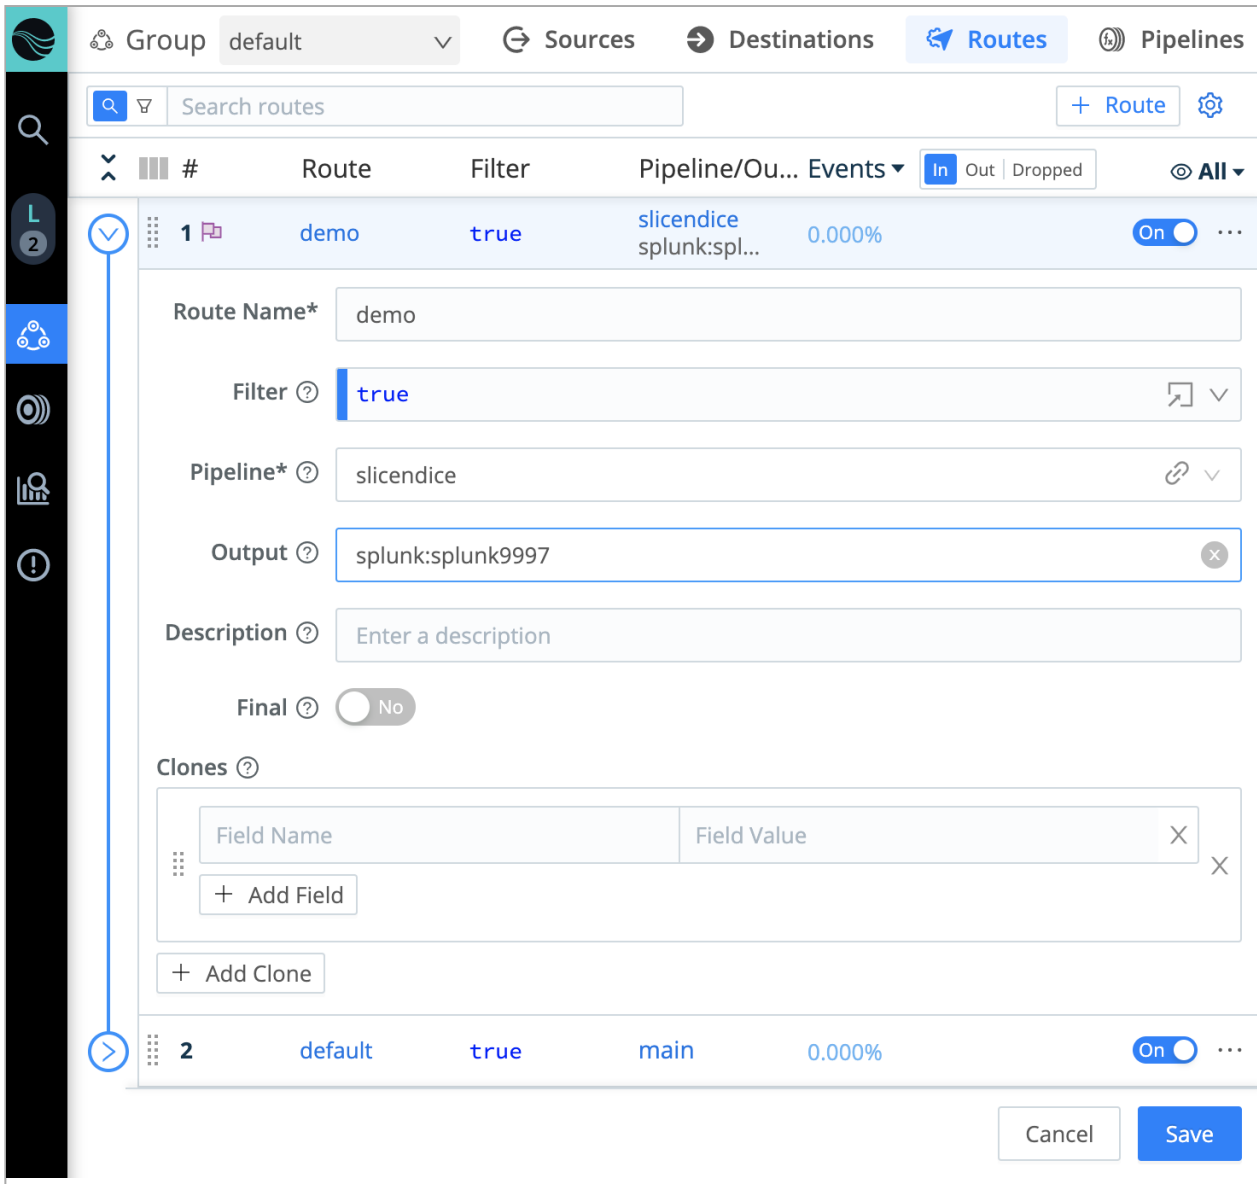 Group default Sources Destinations Routes Pipelines
Search routes + Route
# Route Filter Pipeline/Ou... Events In Out Dropped All
L
2
1 demo true slicendice 0.000% On ...
splunk:spl...
Route Name* demo
Filter ? true
Pipeline* ? slicendice
Output ? splunk:splunk9997
Description ? Enter a description
Final ? No
Clones ?
Field Name Field Value
+ Add Field
+ Add Clone
2 default true main 0.000% On ...
Cancel Save